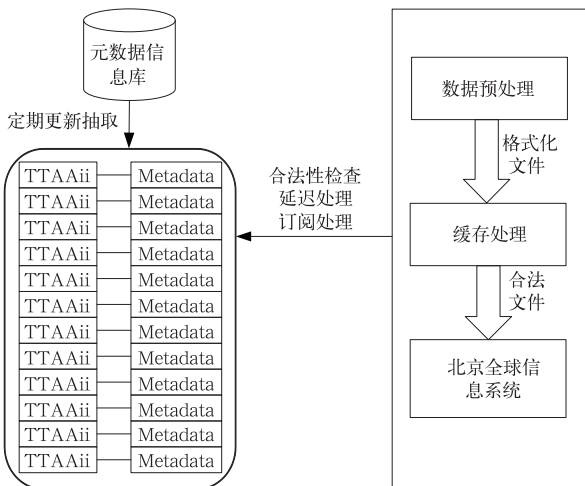 元数据信
息库
定期更新抽取
TTAAii Metadata
TTAAii Metadata
TTAAii Metadata
TTAAii Metadata
TTAAii Metadata
TTAAii Metadata
TTAAii Metadata
TTAAii Metadata
TTAAii Metadata
TTAAii Metadata
TTAAii Metadata
TTAAii Metadata
合法性检查
延迟处理
订阅处理
数据预处理
格式化
文件
缓存处理
合法
文件
北京全球信
息系统